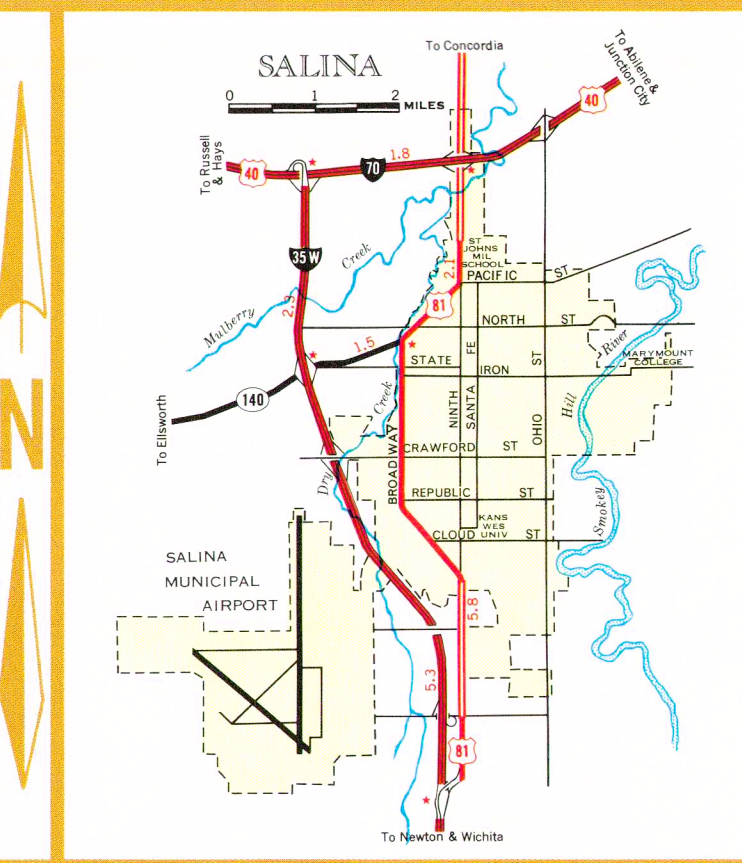 To Concordia
SALINA
0 1 2
MILES
To Abilene &
Junction City
40
To Russell
& Hays
40
1.8
70
35W
Mulberry
Creek
2.3
ST
JOHNS
MIL
SCHOOL
2.1
PACIFIC
ST
81
NORTH ST
1.5
STATE
FE
IRON
ST
River
MARYMOUNT
COLLEGE
140
To Ellsworth
Creek
Dry
BROADWAY
NINTH
SANTA
OHIO
Hill
Smokey
CRAWFORD ST
REPUBLIC ST
KANS
WES
UNIV
CLOUD ST
N
SALINA
MUNICIPAL
AIRPORT
5.8
5.3
81
To Newton & Wichita